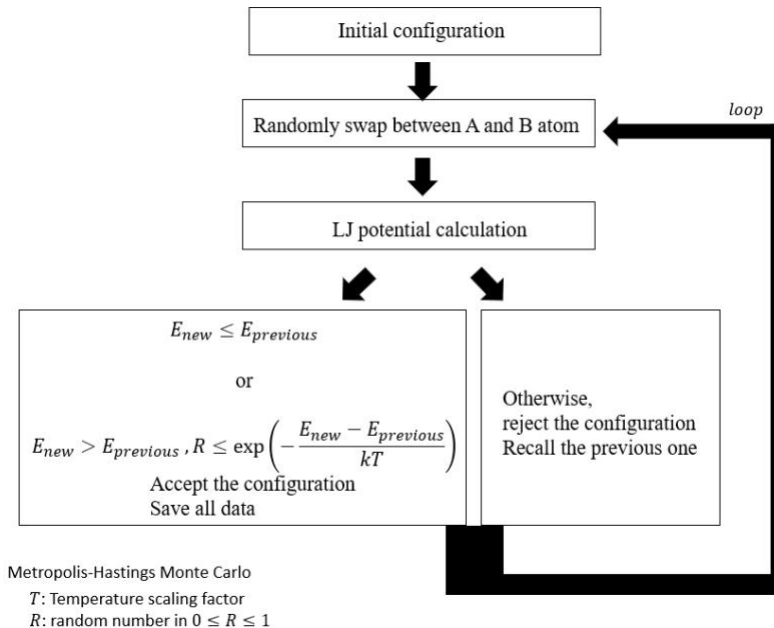 Initial configuration
loop
Randomly swap between A and B atom
LJ potential calculation
E_new ≤ E_previous
or
E_new > E_previous , R ≤ exp(−(E_new − E_previous)/kT)
Accept the configuration
Save all data
Otherwise,
reject the configuration
Recall the previous one
Metropolis-Hastings Monte Carlo
T: Temperature scaling factor
R: random number in 0 ≤ R ≤ 1